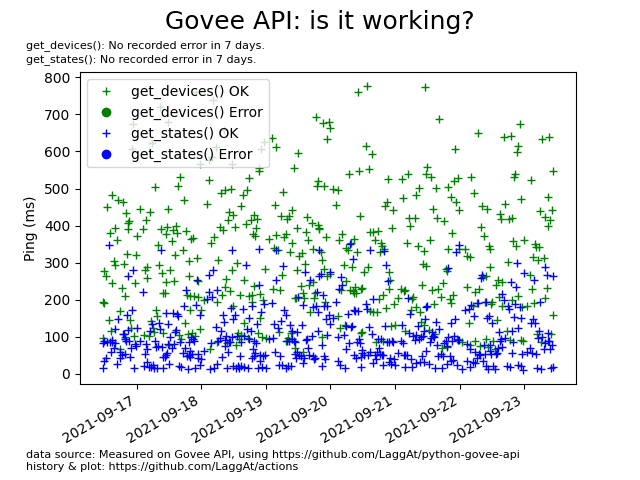 Govee API: is it working?
get_devices(): No recorded error in 7 days.
get_states(): No recorded error in 7 days.
800
700
600
500
400
300
200
100
0
Ping (ms)
get_devices() OK
get_devices() Error
get_states() OK
get_states() Error
2021-09-17
2021-09-18
2021-09-19
2021-09-20
2021-09-21
2021-09-22
2021-09-23
data source: Measured on Govee API, using https://github.com/LaggAt/python-govee-api
history & plot: https://github.com/LaggAt/actions